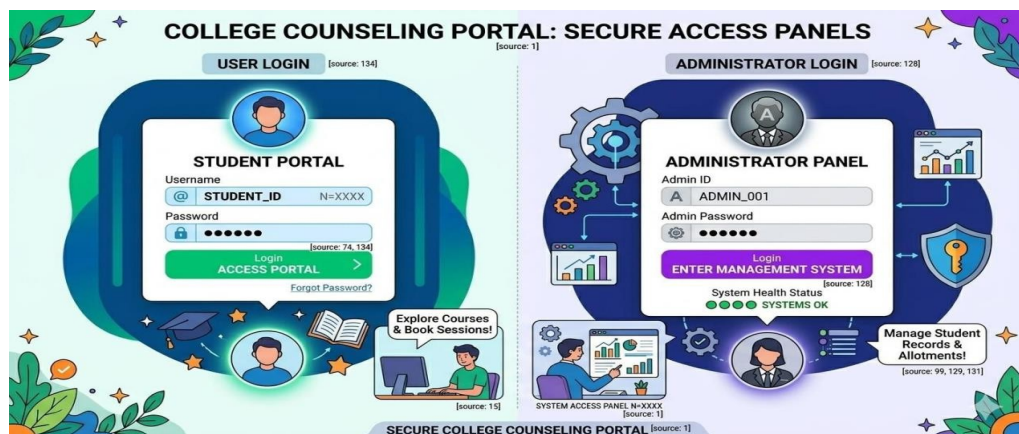 COLLEGE COUNSELING PORTAL: SECURE ACCESS PANELS
[source: 1]
USER LOGIN [source: 134]
STUDENT PORTAL
Username
@ STUDENT_ID N=XXXX
Password
●●●●●●
[source: 74, 134]
Login
ACCESS PORTAL >
Forgot Password?
Explore Courses
& Book Sessions!
[source: 15]
ADMINISTRATOR LOGIN [source: 128]
A
ADMINISTRATOR PANEL
Admin ID
A ADMIN_001
Admin Password
●●●●●●
Login
ENTER MANAGEMENT SYSTEM
[source: 128]
System Health Status
SYSTEMS OK
Manage Student
Records &
Allotments!
[source: 99, 129, 131]
SYSTEM ACCESS PANEL N=XXXX
[source: 1]
SECURE COLLEGE COUNSELING PORTAL [source: 1]